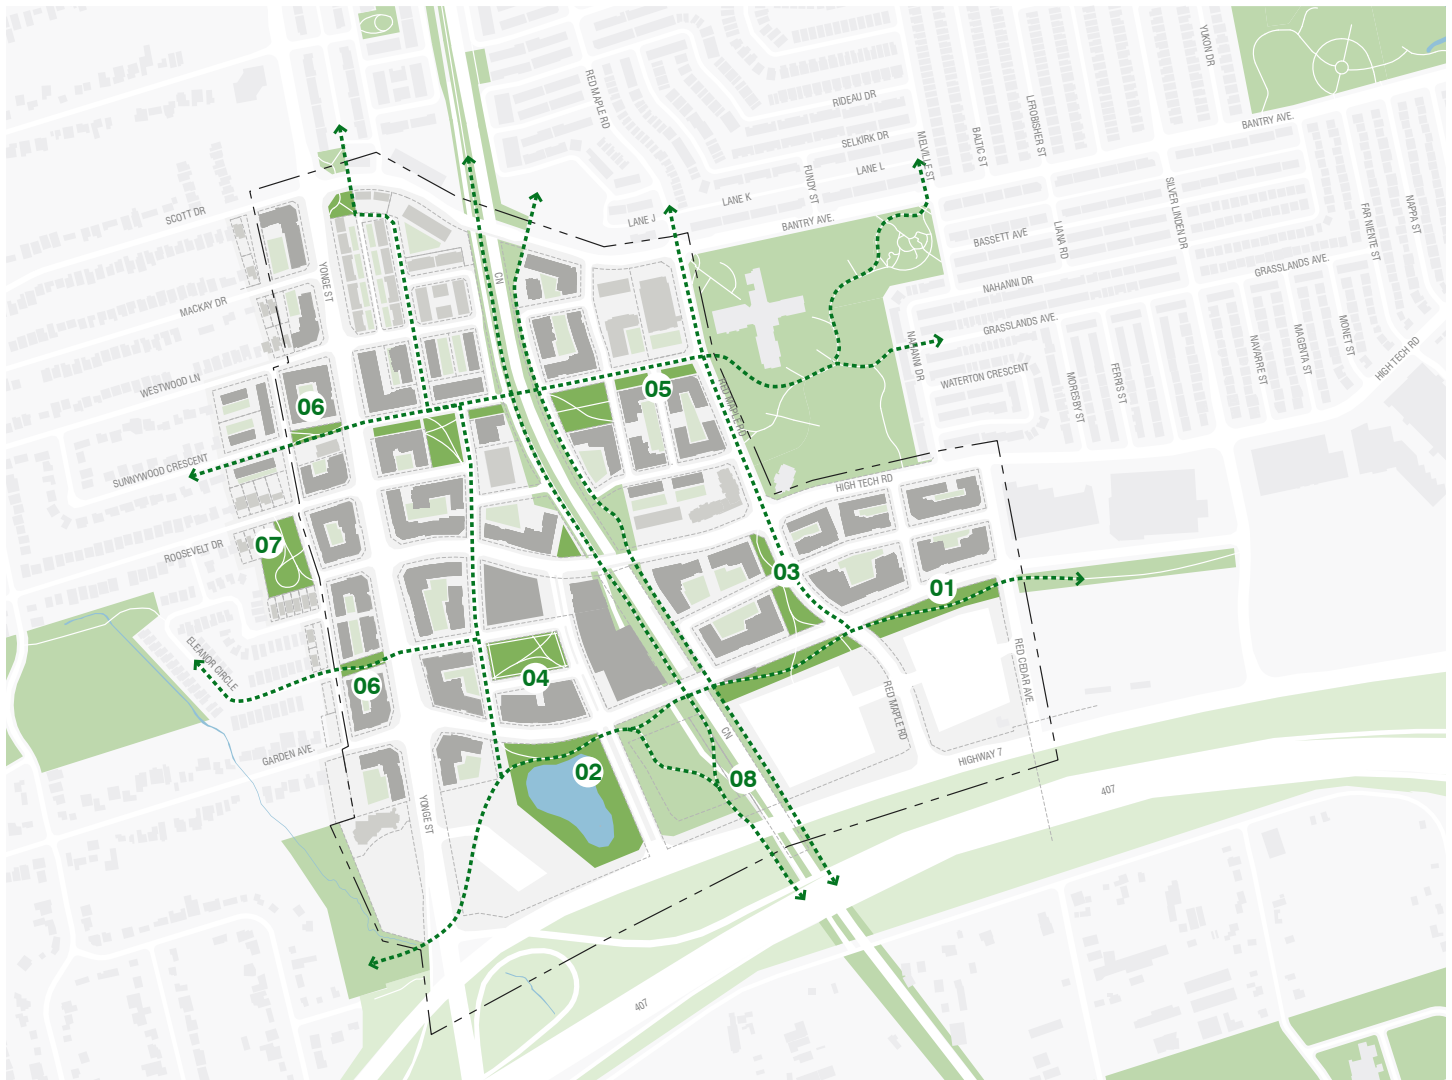 YUKON DR
RED MAPLE RD
RIDEAU DR
LFROBISHER ST
BANTRY AVE.
SELKIRK DR
MELVILLE ST
BALTIC ST
LANE L
FUNDY ST
LANE K
SILVER LINDEN DR
FAR NIENTE ST
NAPPA ST
SCOTT DR
LANE J
BANTRY AVE.
BASSETT AVE
LIANA RD
YONGE ST
CN
GRASSLANDS AVE.
NAHANNI DR
MACKAY DR
GRASSLANDS AVE.
NAHANNI DR
NAVARRE ST
MAGENTA ST
MONET ST
HIGH TECH RD
WESTWOOD LN
WATERTON CRESCENT
MORESBY ST
FERRIS ST
05
06
RED MAPLE RD
SUNNYWOOD CRESCENT
HIGH TECH RD
07
ROOSEVELT DR
03
01
ELEANOR CIRCLE
04
06
RED CEDAR AVE
RED MAPLE RD
GARDEN AVE.
CN
HIGHWAY 7
02
08
407
YONGE ST
407